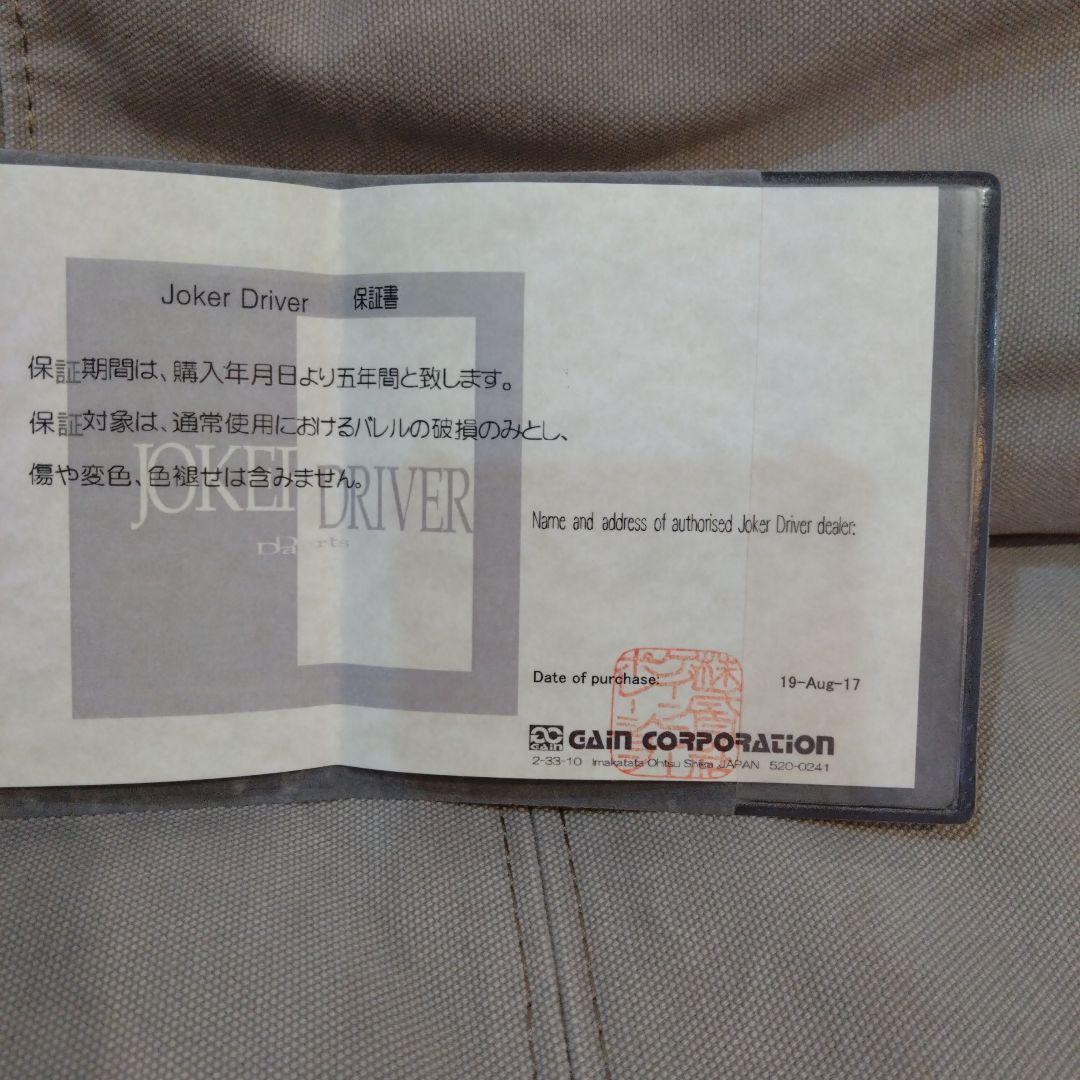 Joker Driver 保証書
保証期間は、購入年月日より五年間と致します。
保証対象は、通常使用におけるバレルの破損のみとし、
傷や変色、色褪せは含みません。
JOKER DRIVER
Darts
Name and address of authorised Joker Driver dealer:
Date of purchase: 19-Aug-17
GAIN GAIN CORPORATION
2-33-10 Imakatata Ohtsu Shiga JAPAN 520-0241